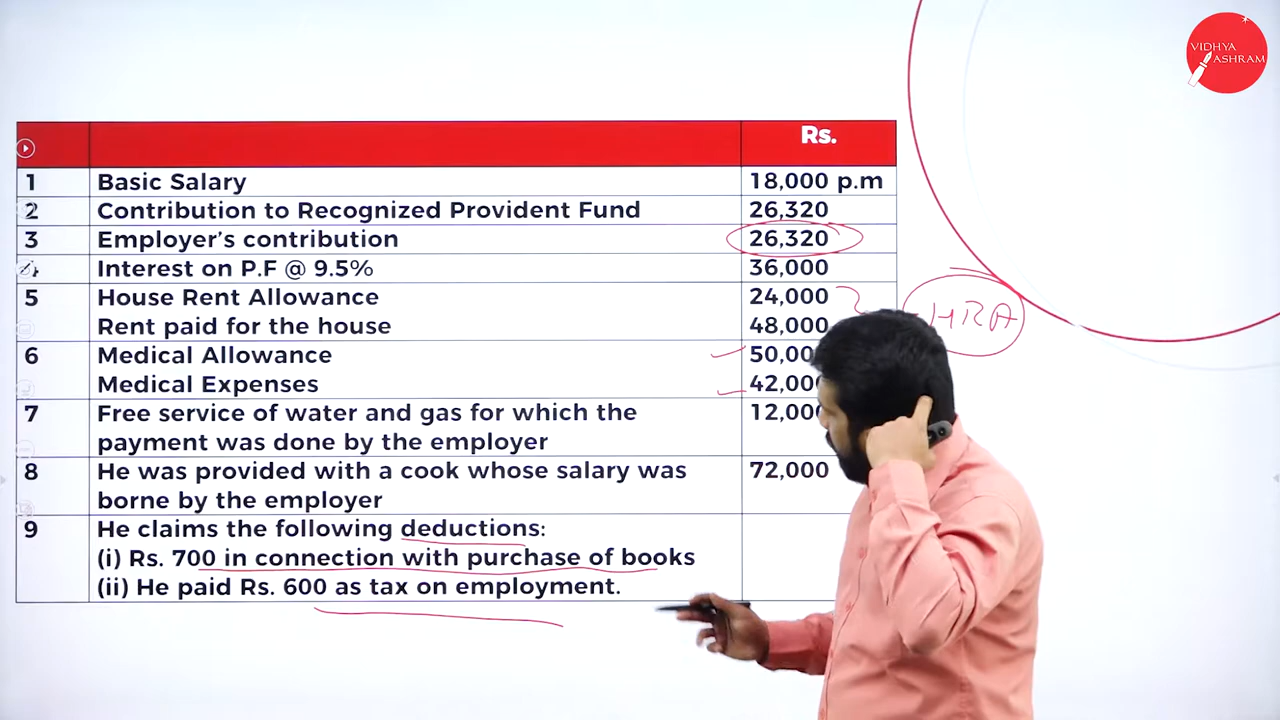 VIDHYA
ASHRAM
Rs.
1 Basic Salary 18,000 p.m
2 Contribution to Recognized Provident Fund 26,320
3 Employer's contribution 26,320
Interest on P.F @ 9.5% 36,000
5 House Rent Allowance 24,000
Rent paid for the house 48,000
HRA
6 Medical Allowance
Medical Expenses
7 Free service of water and gas for which the
payment was done by the employer
8 He was provided with a cook whose salary was 72,000
borne by the employer
9 He claims the following deductions:
(i) Rs. 700 in connection with purchase of books
(ii) He paid Rs. 600 as tax on employment.